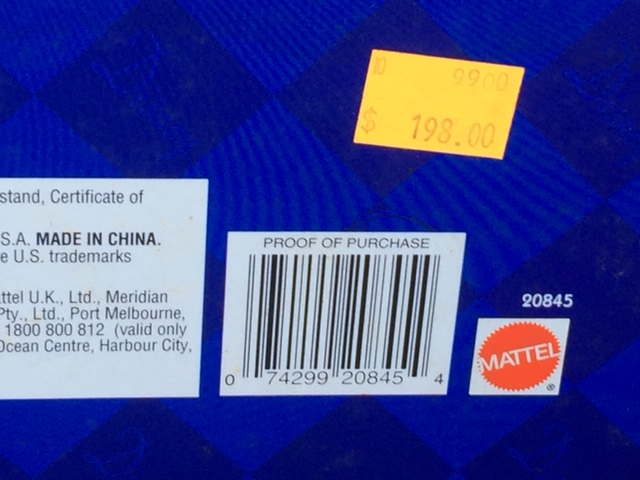 10 9900
$ 198.00
stand, Certificate of
S.A. MADE IN CHINA.
e U.S. trademarks
ttel U.K., Ltd., Meridian
Pty., Ltd., Port Melbourne,
1800 800 812 (valid only
Ocean Centre, Harbour City,
PROOF OF PURCHASE
0 74299 20845 4
20845
MATTEL
®